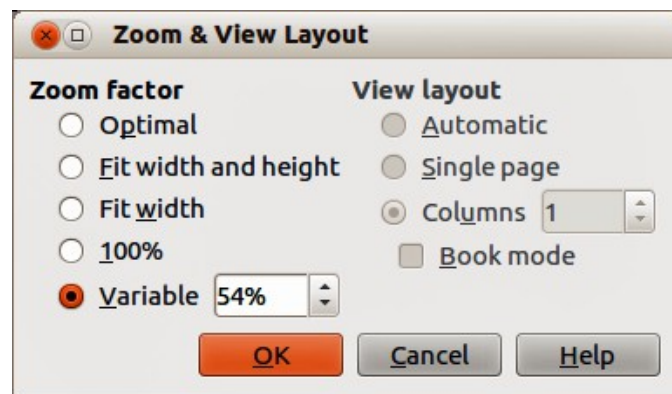 Zoom & View Layout
Zoom factor
Optimal
Fit width and height
Fit width
100%
Variable 54%
View layout
Automatic
Single page
Columns 1
Book mode
OK Cancel Help